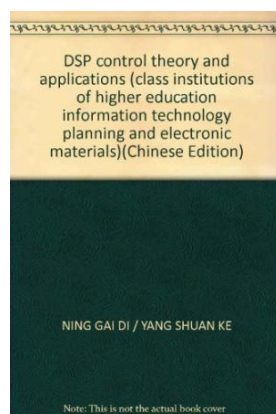 DSP control theory and
applications (class institutions
of higher education
information technology
planning and electronic
materials)(Chinese Edition)
NING GAI DI / YANG SHUAN KE
Note: This is not the actual book cover